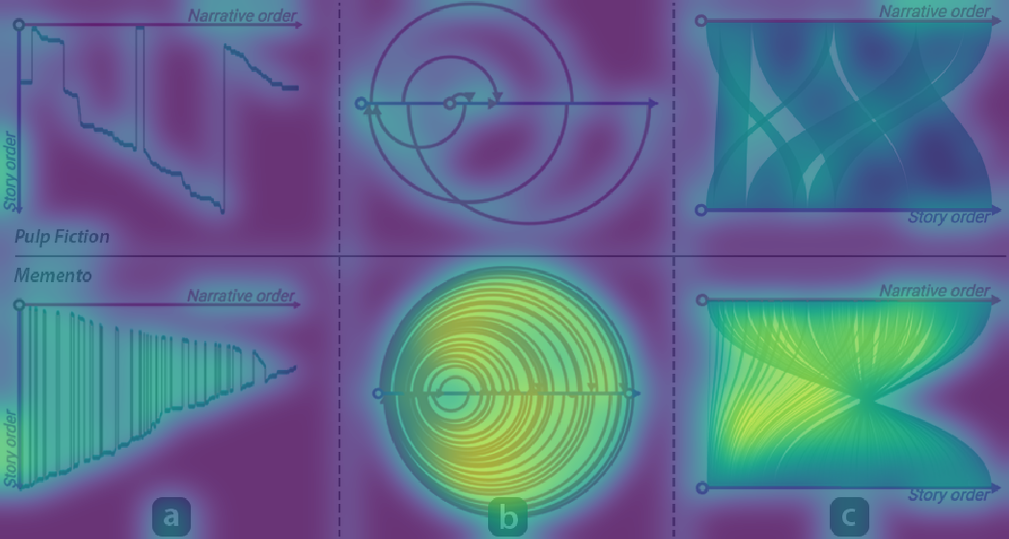 Narrative order
Story order
Pulp Fiction
Narrative order
Story order
Memento
Narrative order
Story order
Narrative order
Story order
a
b
c